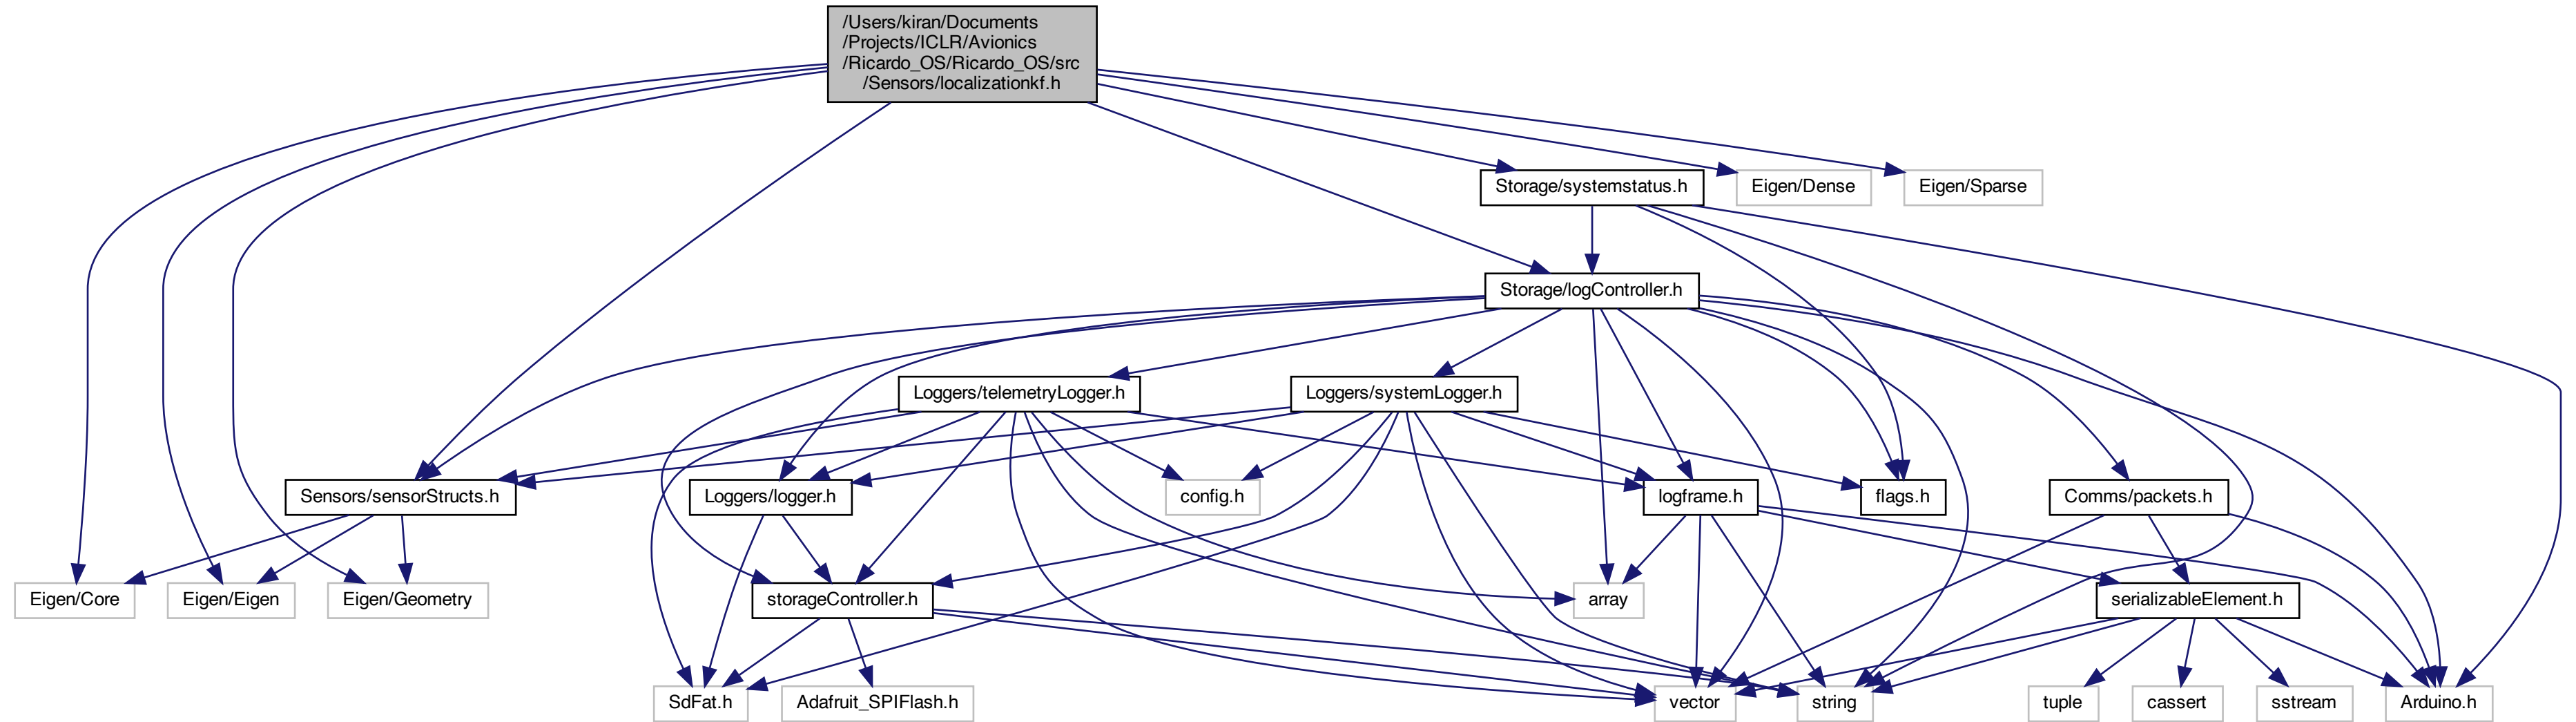 /Users/kiran/Documents
/Projects/ICLR/Avionics
/Ricardo_OS/Ricardo_OS/src
/Sensors/localizationkf.h
Storage/systemstatus.h
Eigen/Dense
Eigen/Sparse
Storage/logController.h
Loggers/telemetryLogger.h
Loggers/systemLogger.h
Sensors/sensorStructs.h
Loggers/logger.h
config.h
logframe.h
flags.h
Comms/packets.h
Eigen/Core
Eigen/Eigen
Eigen/Geometry
storageController.h
array
serializableElement.h
SdFat.h
Adafruit_SPIFlash.h
vector
string
tuple
cassert
sstream
Arduino.h